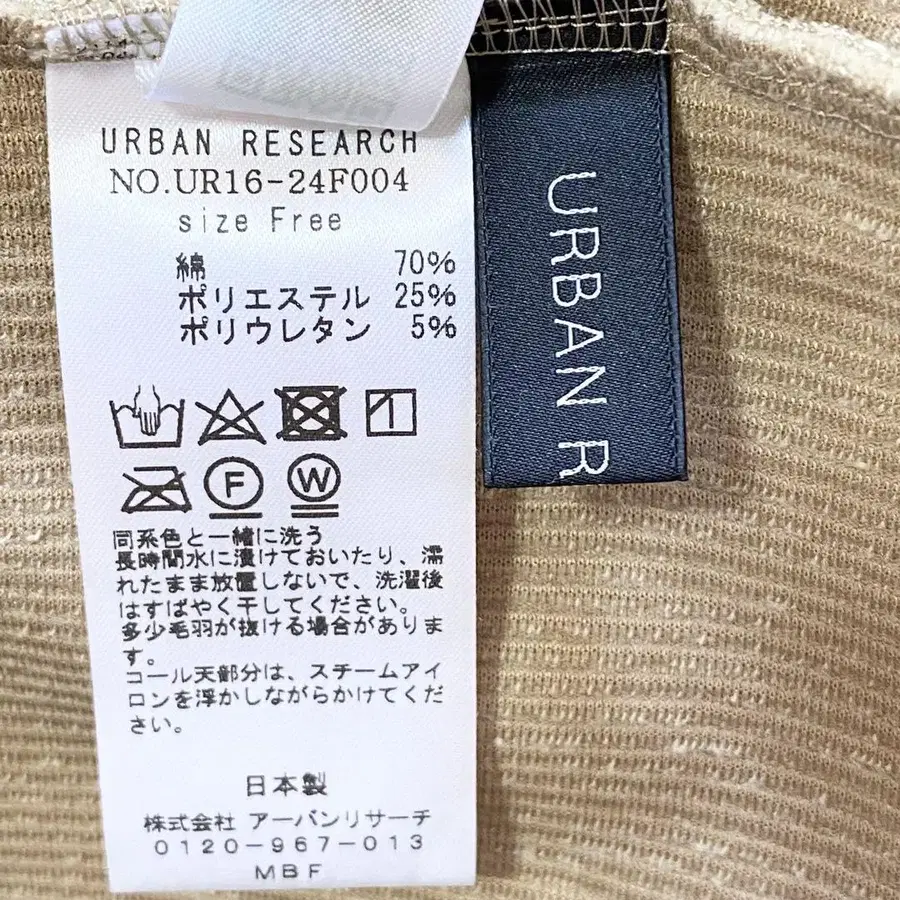 URBAN RESEARCH
NO.UR16-24F004
size Free
綿 70%
ポリエステル 25%
ポリウレタン 5%
F
W
同系色と一緒に洗う
長時間水に漬けておいたり、濡
れたまま放置しないで、洗濯後
はすばやく干してください。
多少毛羽が抜ける場合がありま
す。
コール天部分は、スチームアイ
ロンを浮かしながらかけてくだ
さい。
日本製
株式会社 アーバンリサーチ
0120-967-013
MBF
URBAN R